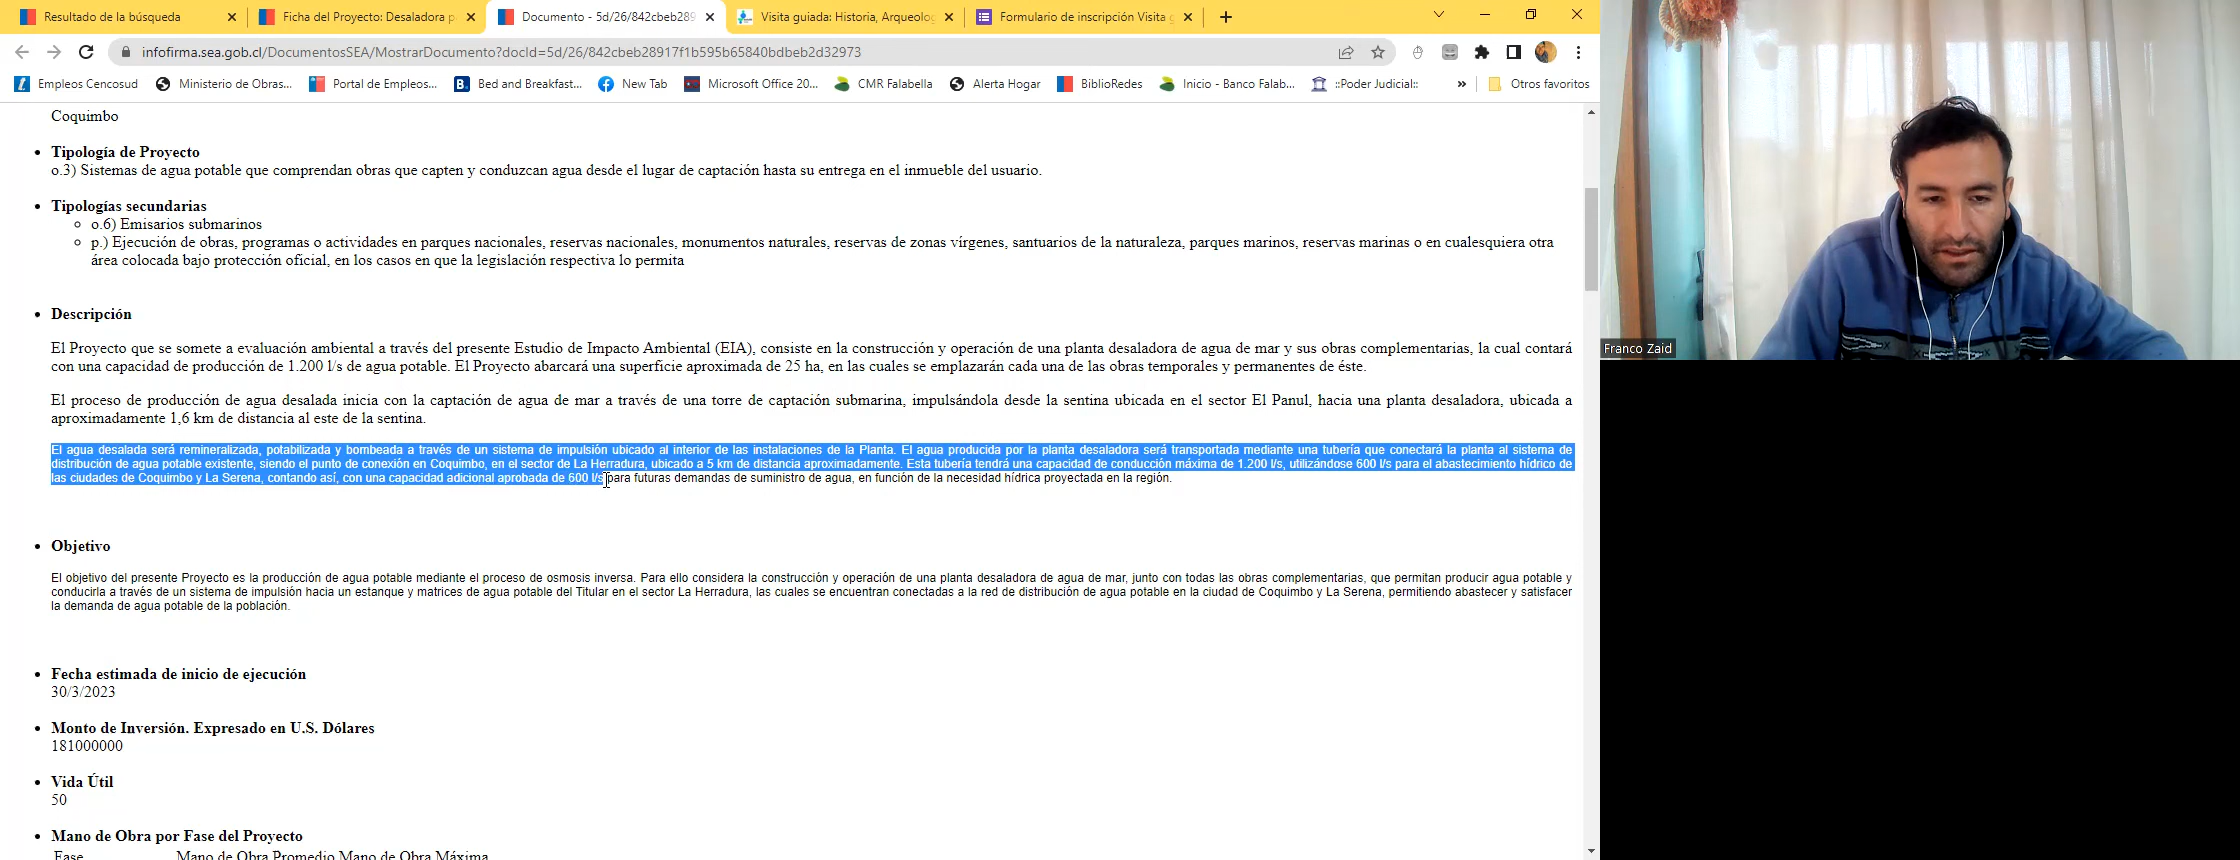 Resultado de la búsqueda
Ficha del Proyecto: Desaladora p
Documento - 5d/26/842cbeb289
Visita guiada: Historia, Arqueolog
Formulario de inscripción Visita g
infofirma.sea.gob.cl/DocumentosSEA/MostrarDocumento?docId=5d/26/842cbeb28917f1b595b65840bdbeb2d32973
Empleos Cencosud
Ministerio de Obras...
Portal de Empleos...
Bed and Breakfast...
New Tab
Microsoft Office 20...
CMR Falabella
Alerta Hogar
BiblioRedes
Inicio - Banco Falab...
::Poder Judicial::
»
Otros favoritos
Coquimbo
Tipología de Proyecto
o.3) Sistemas de agua potable que comprendan obras que capten y conduzcan agua desde el lugar de captación hasta su entrega en el inmueble del usuario.
Tipologías secundarias
o.6) Emisarios submarinos
p.) Ejecución de obras, programas o actividades en parques nacionales, reservas nacionales, monumentos naturales, reservas de zonas vírgenes, santuarios de la naturaleza, parques marinos, reservas marinas o en cualesquiera otra
área colocada bajo protección oficial, en los casos en que la legislación respectiva lo permita
Descripción
El Proyecto que se somete a evaluación ambiental a través del presente Estudio de Impacto Ambiental (EIA), consiste en la construcción y operación de una planta desaladora de agua de mar y sus obras complementarias, la cual contará
con una capacidad de producción de 1.200 l/s de agua potable. El Proyecto abarcará una superficie aproximada de 25 ha, en las cuales se emplazarán cada una de las obras temporales y permanentes de éste.
El proceso de producción de agua desalada inicia con la captación de agua de mar a través de una torre de captación submarina, impulsándola desde la sentina ubicada en el sector El Panul, hacia una planta desaladora, ubicada a
aproximadamente 1,6 km de distancia al este de la sentina.
El agua desalada será remineralizada, potabilizada y bombeada a través de un sistema de impulsión ubicado al interior de las instalaciones de la Planta. El agua producida por la planta desaladora será transportada mediante una tubería que conectará la planta al sistema de
distribución de agua potable existente, siendo el punto de conexión en Coquimbo, en el sector de La Herradura, ubicado a 5 km de distancia aproximadamente. Esta tubería tendrá una capacidad de conducción máxima de 1.200 l/s, utilizándose 600 l/s para el abastecimiento hídrico de
las ciudades de Coquimbo y La Serena, contando así, con una capacidad adicional aprobada de 600 l/s para futuras demandas de suministro de agua, en función de la necesidad hídrica proyectada en la región.
Objetivo
El objetivo del presente Proyecto es la producción de agua potable mediante el proceso de osmosis inversa. Para ello considera la construcción y operación de una planta desaladora de agua de mar, junto con todas las obras complementarias, que permitan producir agua potable y
conducirla a través de un sistema de impulsión hacia un estanque y matrices de agua potable del Titular en el sector La Herradura, las cuales se encuentran conectadas a la red de distribución de agua potable en la ciudad de Coquimbo y La Serena, permitiendo abastecer y satisfacer
la demanda de agua potable de la población.
Fecha estimada de inicio de ejecución
30/3/2023
Monto de Inversión. Expresado en U.S. Dólares
181000000
Vida Útil
50
Mano de Obra por Fase del Proyecto
Fase Mano de Obra Promedio Mano de Obra Máxima
Franco Zaid